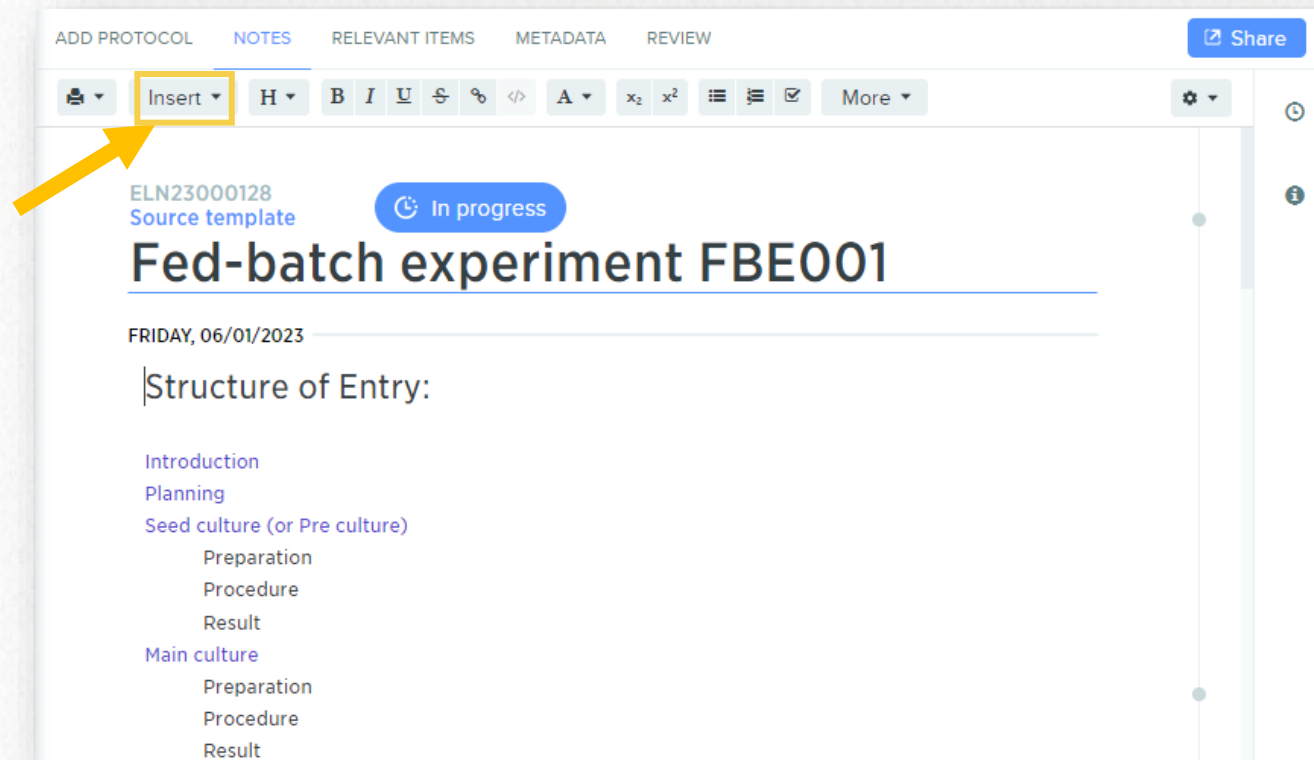 ADD PROTOCOL NOTES RELEVANT ITEMS METADATA REVIEW Share
Insert H B I U S </> A x₂ x² More
ELN23000128
Source template
In progress
Fed-batch experiment FBE001
FRIDAY, 06/01/2023
Structure of Entry:
Introduction
Planning
Seed culture (or Pre culture)
Preparation
Procedure
Result
Main culture
Preparation
Procedure
Result